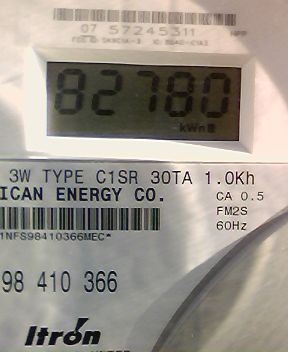 07 57245311
82780
kWh
3W TYPE C1SR 30TA 1.0Kh
ICAN ENERGY CO.
CA 0.5
FM2S
60Hz
1NFS98410366MEC*
98 410 366
Itron